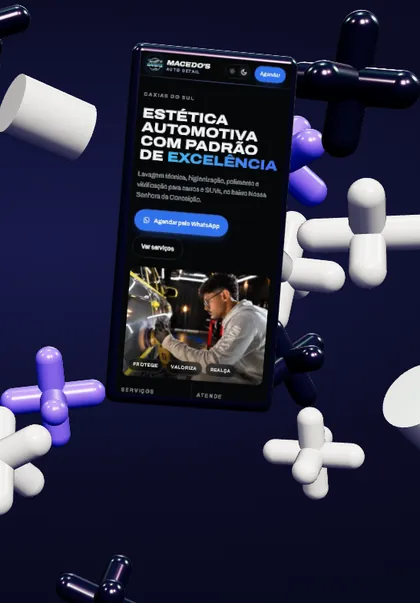 MACEDO'S
AUTO DETAIL
Agendar
CAXIAS DO SUL
ESTÉTICA
AUTOMOTIVA
COM PADRÃO
DE EXCELÊNCIA
Lavagem técnica, higienização, polimento e
vitrificação para carros e SUVs, no bairro Nossa
Senhora da Conceição.
Agendar pelo WhatsApp
Ver serviços
PROTEGE VALORIZA REALÇA
SERVIÇOS ATENDE